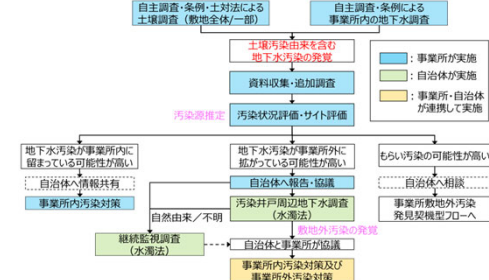 自主調査・条例・土対法による
土壌調査（敷地全体/一部）
自主調査・条例による
事業所内の地下水調査
土壌汚染由来を含む
地下水汚染の発覚
：事業所が実施
：自治体が実施
：事業所・自治体
が連携して実施
資料収集・追加調査
汚染源推定
汚染状況評価・サイト評価
地下水汚染が事業所内に
留まっている可能性が高い
地下水汚染が事業所外に
拡がっている可能性が高い
もらい汚染の可能性が高い
自治体へ情報共有
自治体へ報告・協議
自治体へ相談
事業所内汚染対策
汚染井戸周辺地下水調査
（水濁法）
事業所敷地外汚染
発見契機型フローへ
自然由来／不明
敷地外汚染の発覚
継続監視調査
（水濁法）
自治体と事業所が協議
事業所内汚染対策及び
事業所外汚染対策